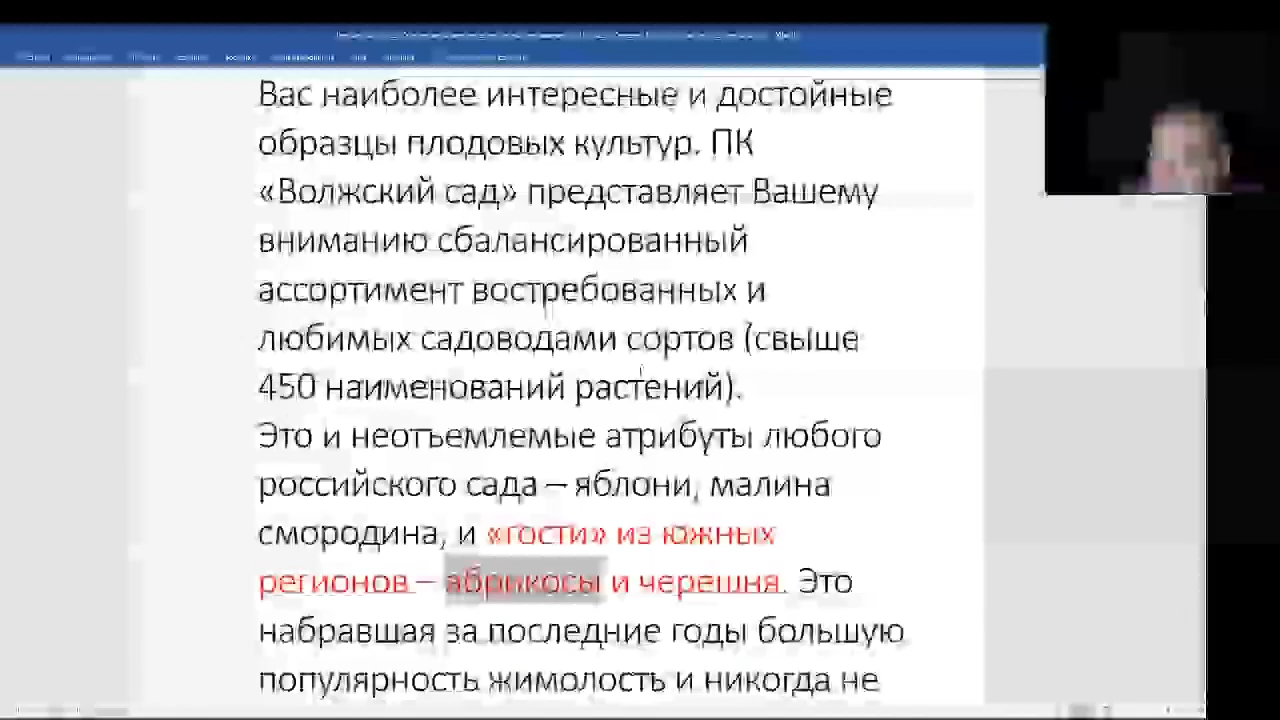 Вас наиболее интересные и достойные
образцы плодовых культур. ПК
«Волжский сад» представляет Вашему
вниманию сбалансированный
ассортимент востребованных и
любимых садоводами сортов (свыше
450 наименований растений).
Это и неотъемлемые атрибуты любого
российского сада – яблони, малина
смородина, и «гости» из южных
регионов – абрикосы и черешня. Это
набравшая за последние годы большую
популярность жимолость и никогда не